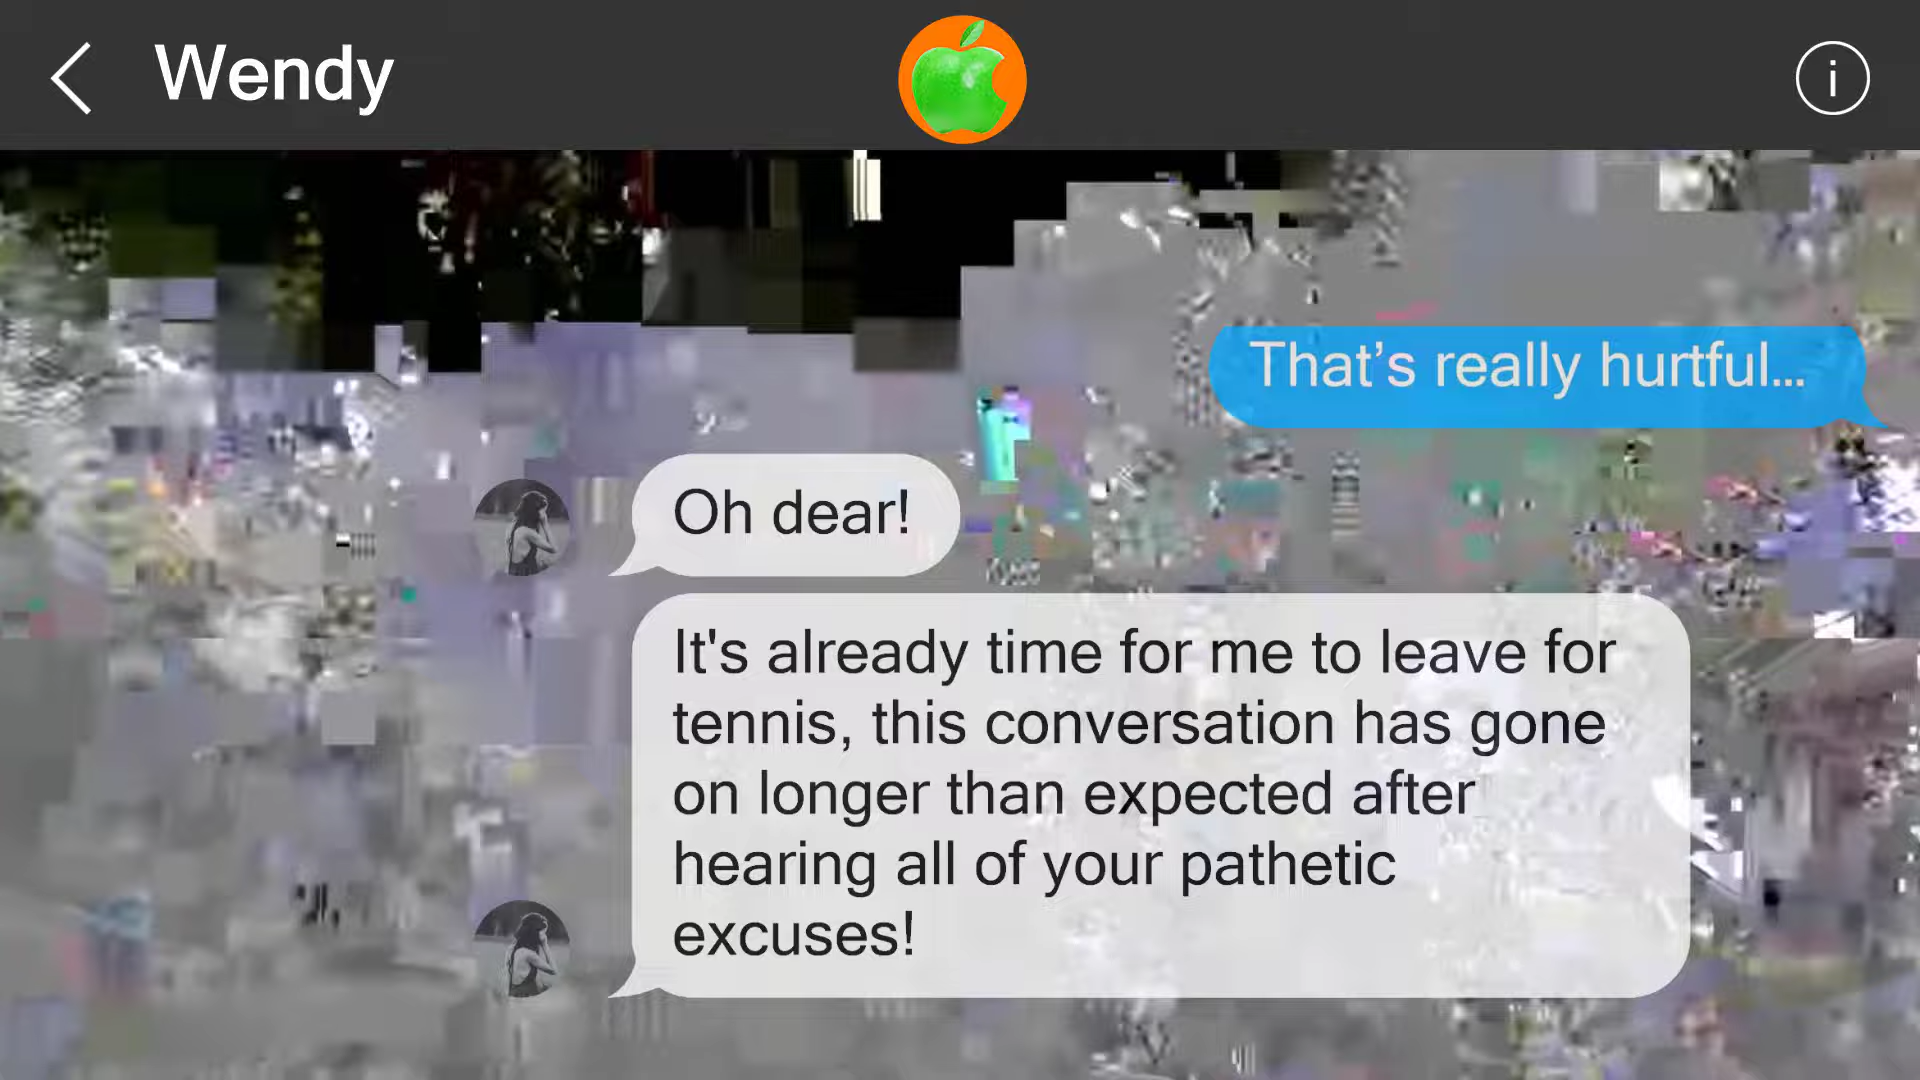 Wendy
That’s really hurtful...
Oh dear!
It's already time for me to leave for
tennis, this conversation has gone
on longer than expected after
hearing all of your pathetic
excuses!